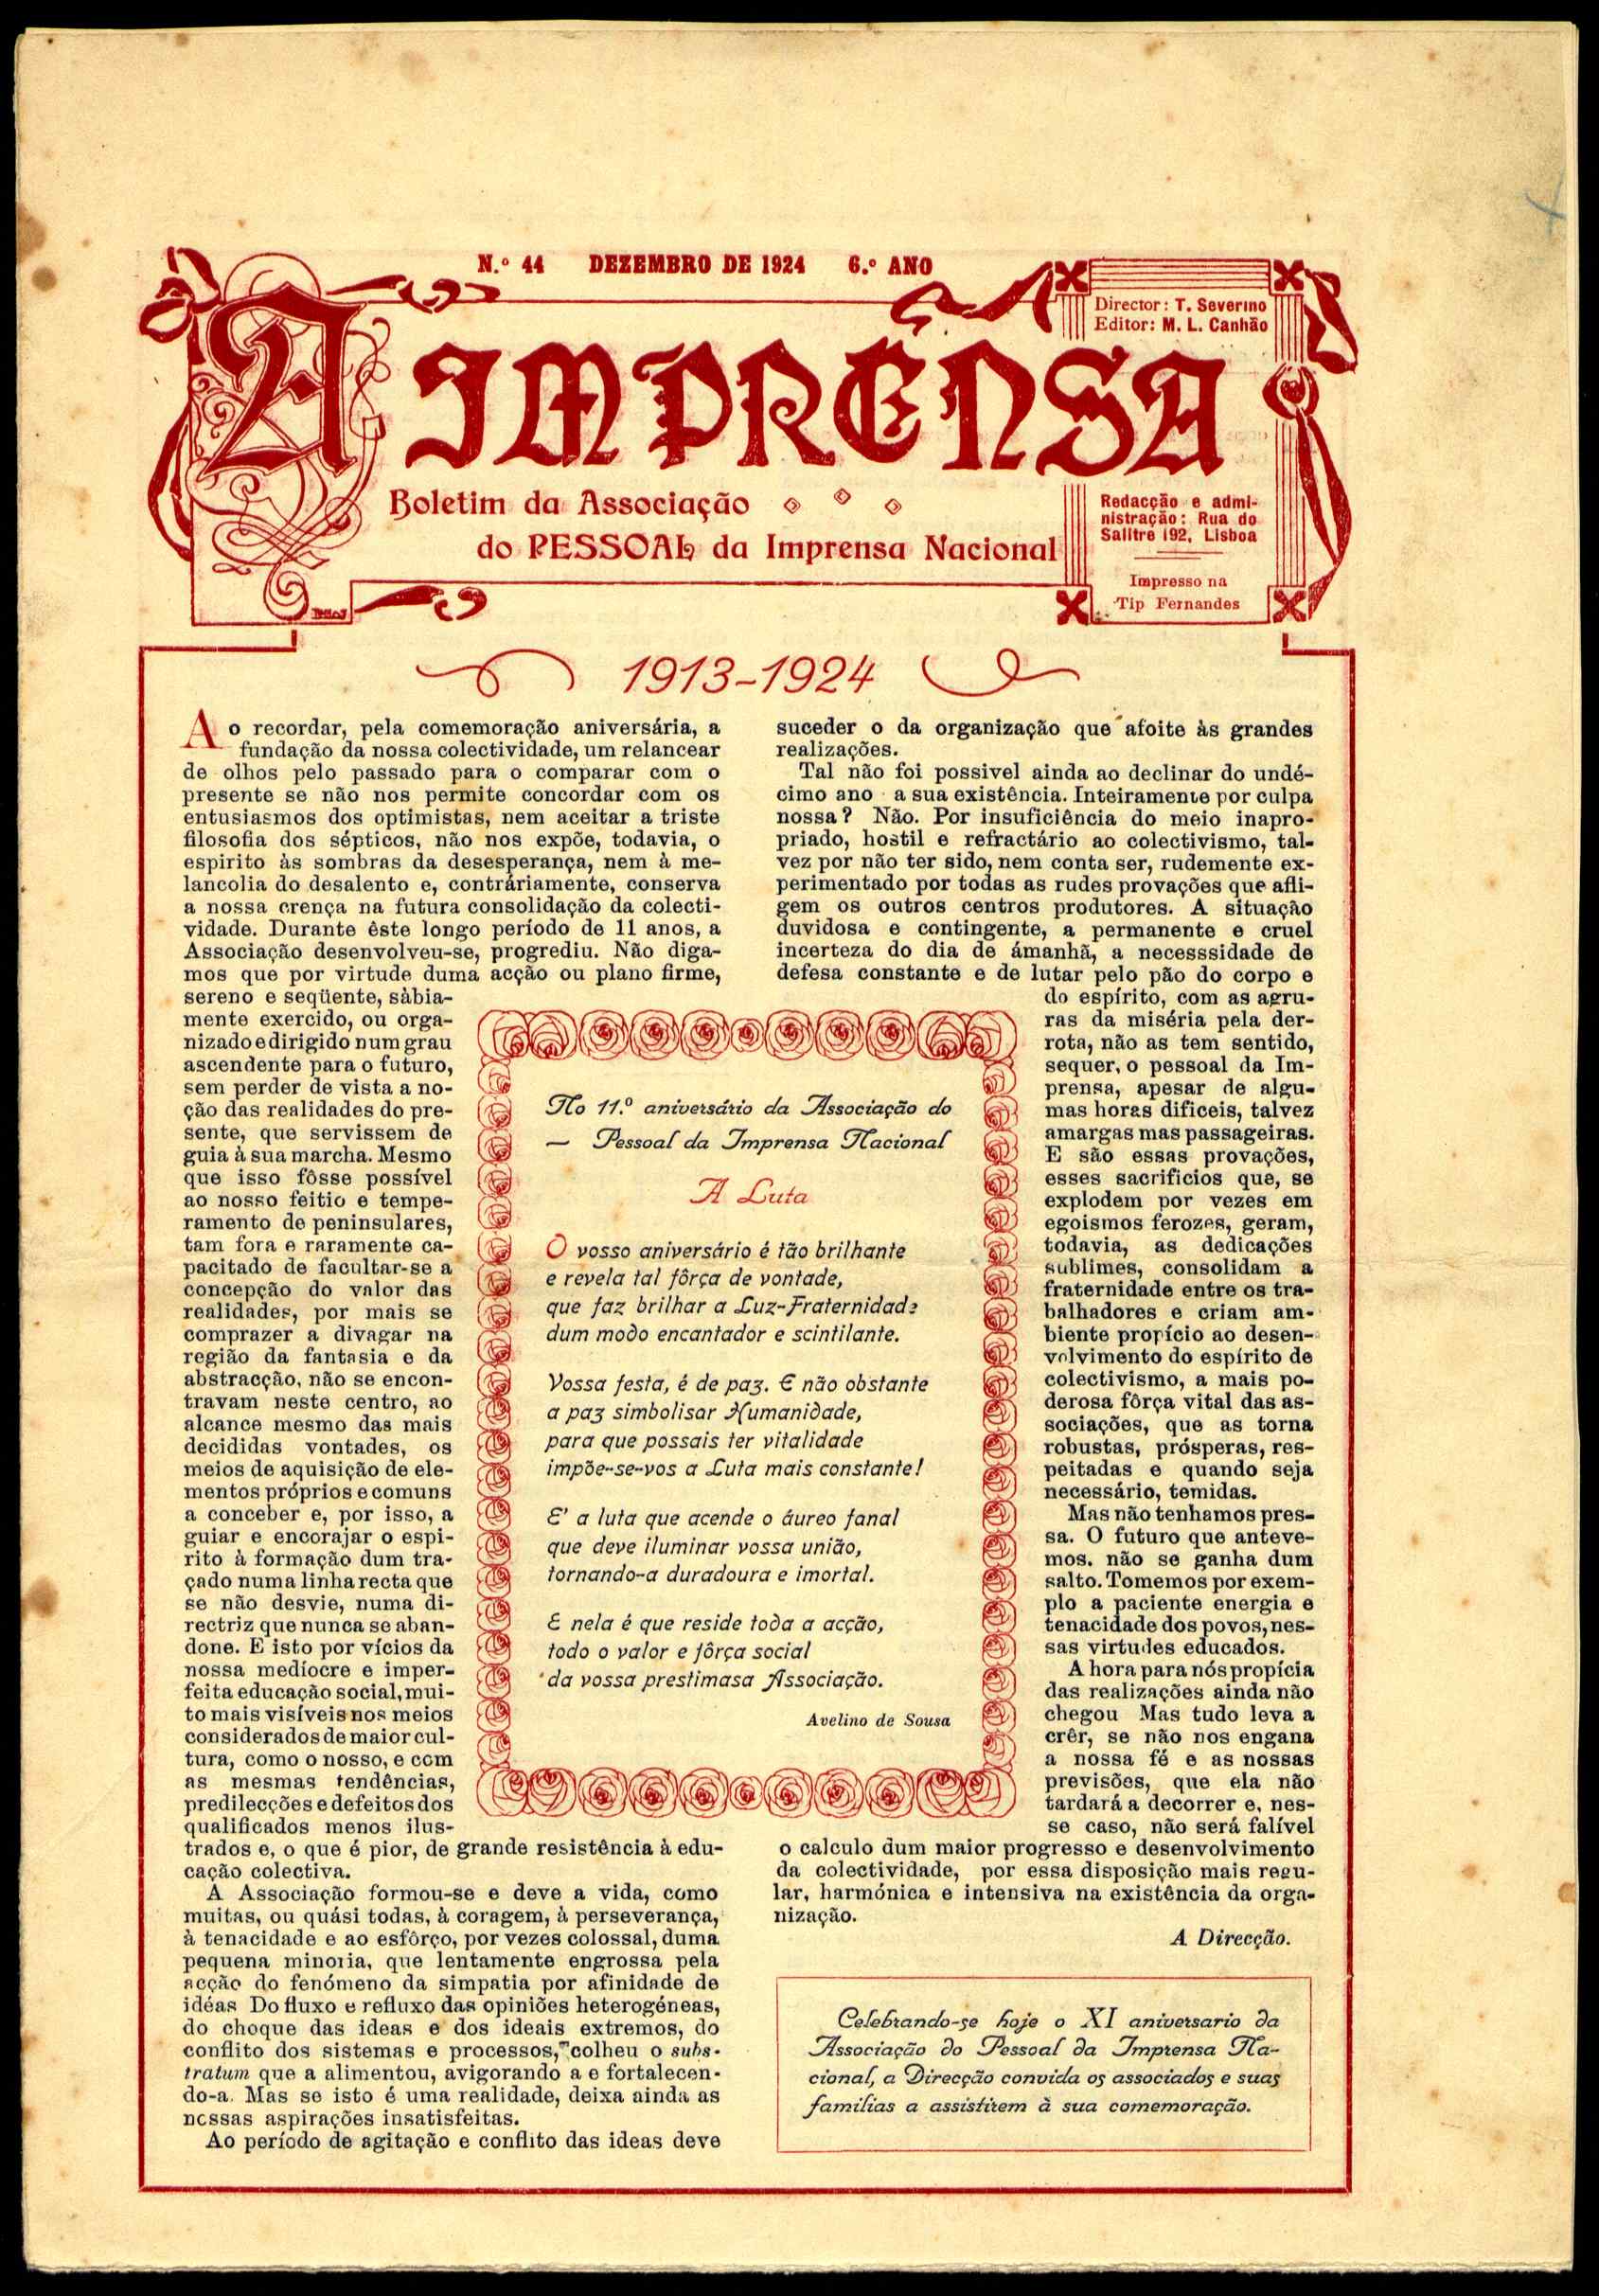 N.º 44 DEZEMBRO DE 1924 6.º ANO
Director: T. Severino
Editor: M. L. Canhão
A IMPRENSA
Boletim da Associação
do PESSOAL da Imprensa Nacional
Redacção e admi-
nistração: Rua do
Salitre 192, Lisboa
Impresso na
Tip Fernandes
1913-1924
Ao recordar, pela comemoração aniversária, a
fundação da nossa colectividade, um relancear
de olhos pelo passado para o comparar com o
presente se não nos permite concordar com os
entusiasmos dos optimistas, nem aceitar a triste
filosofia dos sépticos, não nos expõe, todavia, o
espirito às sombras da desesperança, nem à me-
lancolia do desalento e, contráriamente, conserva
a nossa crença na futura consolidação da colecti-
vidade. Durante êste longo período de 11 anos, a
Associação desenvolveu-se, progrediu. Não diga-
mos que por virtude duma acção ou plano firme,
sereno e seqüente, sàbia-
mente exercido, ou orga-
nizado e dirigido num grau
ascendente para o futuro,
sem perder de vista a no-
ção das realidades do pre-
sente, que servissem de
guia à sua marcha. Mesmo
que isso fôsse possível
ao nosso feitio e tempe-
ramento de peninsulares,
tam fora e raramente ca-
pacitado de facultar-se a
concepção do valor das
realidades, por mais se
comprazer a divagar na
região da fantasia e da
abstracção, não se encon-
travam neste centro, ao
alcance mesmo das mais
decididas vontades, os
meios de aquisição de ele-
mentos próprios e comuns
a conceber e, por isso, a
guiar e encorajar o espi-
rito à formação dum tra-
çado numa linha recta que
se não desvie, numa di-
rectriz que nunca se aban-
done. E isto por vícios da
nossa medíocre e imper-
feita educação social, mui-
to mais visíveis nos meios
considerados de maior cul-
tura, como o nosso, e com
as mesmas tendências,
predilecções e defeitos dos
qualificados menos ilus-
trados e, o que é pior, de grande resistência à edu-
cação colectiva.
A Associação formou-se e deve a vida, como
muitas, ou quási todas, à coragem, à perseverança,
à tenacidade e ao esfôrço, por vezes colossal, duma
pequena minoria, que lentamente engrossa pela
acção do fenómeno da simpatia por afinidade de
idéas Do fluxo e refluxo das opiniões heterogéneas,
do choque das ideas e dos ideais extremos, do
conflito dos sistemas e processos, colheu o subs-
tratum que a alimentou, avigorando a e fortalecen-
do-a. Mas se isto é uma realidade, deixa ainda as
nossas aspirações insatisfeitas.
Ao período de agitação e conflito das ideas deve
suceder o da organização que afoite às grandes
realizações.
Tal não foi possivel ainda ao declinar do undé-
cimo ano a sua existência. Inteiramente por culpa
nossa? Não. Por insuficiência do meio inapro-
priado, hostil e refractário ao colectivismo, tal-
vez por não ter sido, nem conta ser, rudemente ex-
perimentado por todas as rudes provações que afli-
gem os outros centros produtores. A situação
duvidosa e contingente, a permanente e cruel
incerteza do dia de ámanhã, a necesssidade de
defesa constante e de lutar pelo pão do corpo e
do espírito, com as agru-
ras da miséria pela der-
rota, não as tem sentido,
sequer, o pessoal da Im-
prensa, apesar de algu-
mas horas dificeis, talvez
amargas mas passageiras.
E são essas provações,
esses sacrificios que, se
explodem por vezes em
egoismos ferozes, geram,
todavia, as dedicações
sublimes, consolidam a
fraternidade entre os tra-
balhadores e criam am-
biente propício ao desen-
volvimento do espírito de
colectivismo, a mais po-
derosa fôrça vital das as-
sociações, que as torna
robustas, prósperas, res-
peitadas e quando seja
necessário, temidas.
Mas não tenhamos pres-
sa. O futuro que anteve-
mos. não se ganha dum
salto. Tomemos por exem-
plo a paciente energia e
tenacidade dos povos, nes-
sas virtudes educados.
A hora para nós propícia
das realizações ainda não
chegou Mas tudo leva a
crêr, se não nos engana
a nossa fé e as nossas
previsões, que ela não
tardará a decorrer e, nes-
se caso, não será falível
o calculo dum maior progresso e desenvolvimento
da colectividade, por essa disposição mais regu-
lar, harmónica e intensiva na existência da orga-
nização.
A Direcção.
No 11.º aniversário da Associação do
— Pessoal da Imprensa Nacional
A Luta
O vosso aniversário é tão brilhante
e revela tal fôrça de vontade,
que faz brilhar a Luz-Fraternidade
dum modo encantador e scintilante.
Vossa festa, é de paz. E não obstante
a paz simbolisar Humanidade,
para que possais ter vitalidade
impõe-se-vos a Luta mais constante!
E' a luta que acende o áureo fanal
que deve iluminar vossa união,
tornando-a duradoura e imortal.
E nela é que reside toda a acção,
todo o valor e fôrça social
da vossa prestimasa Associação.
Avelino de Sousa
Celebrando-se hoje o XI aniversario da
Associação do Pessoal da Imprensa Na-
cional, a Direcção convida os associados e suas
familias a assistirem à sua comemoração.